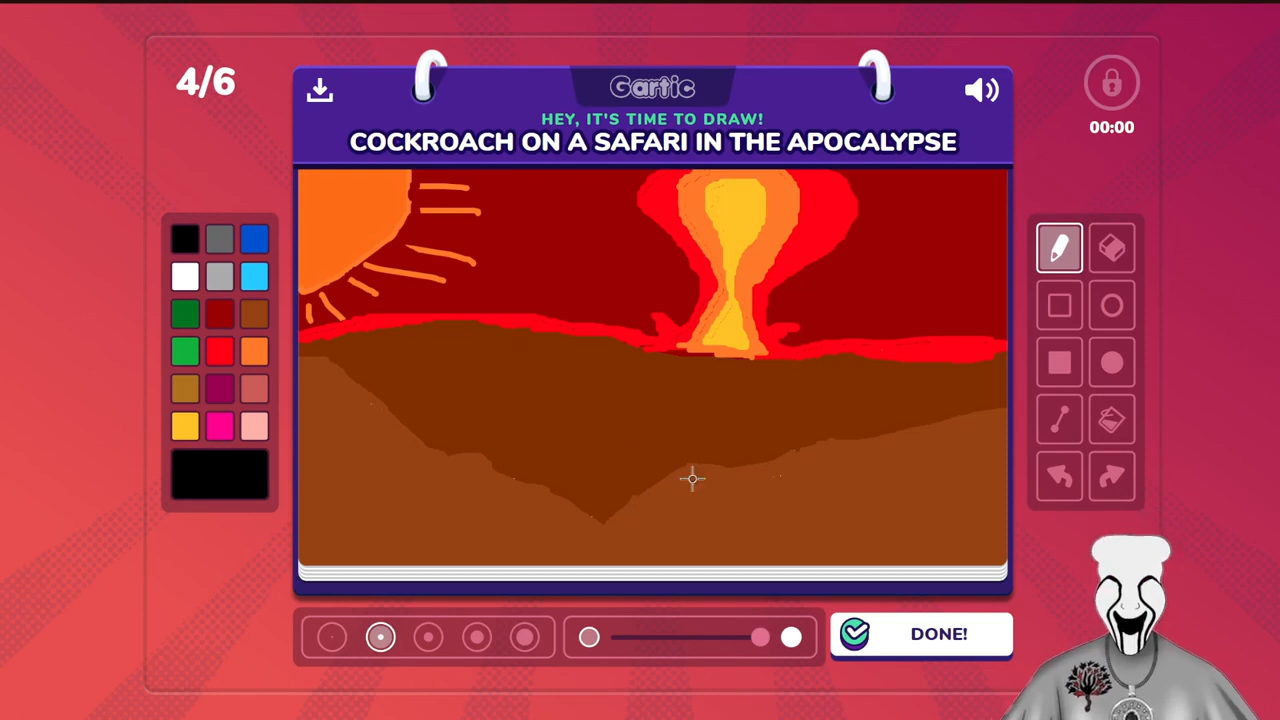 4/6
Gartic
HEY, IT'S TIME TO DRAW!
COCKROACH ON A SAFARI IN THE APOCALYPSE
00:00
DONE!